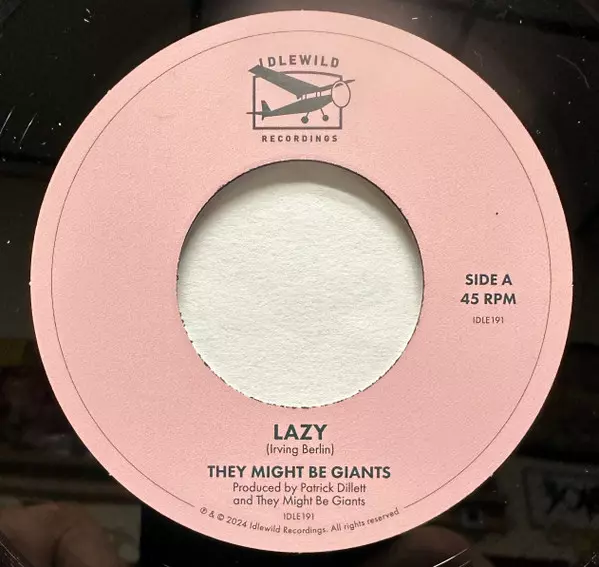 IDLEWILD
RECORDINGS
SIDE A
45 RPM
IDLE191
LAZY
(Irving Berlin)
THEY MIGHT BE GIANTS
Produced by Patrick Dillett
and They Might Be Giants
IDLE191
℗ & © 2024 Idlewild Recordings. All rights reserved